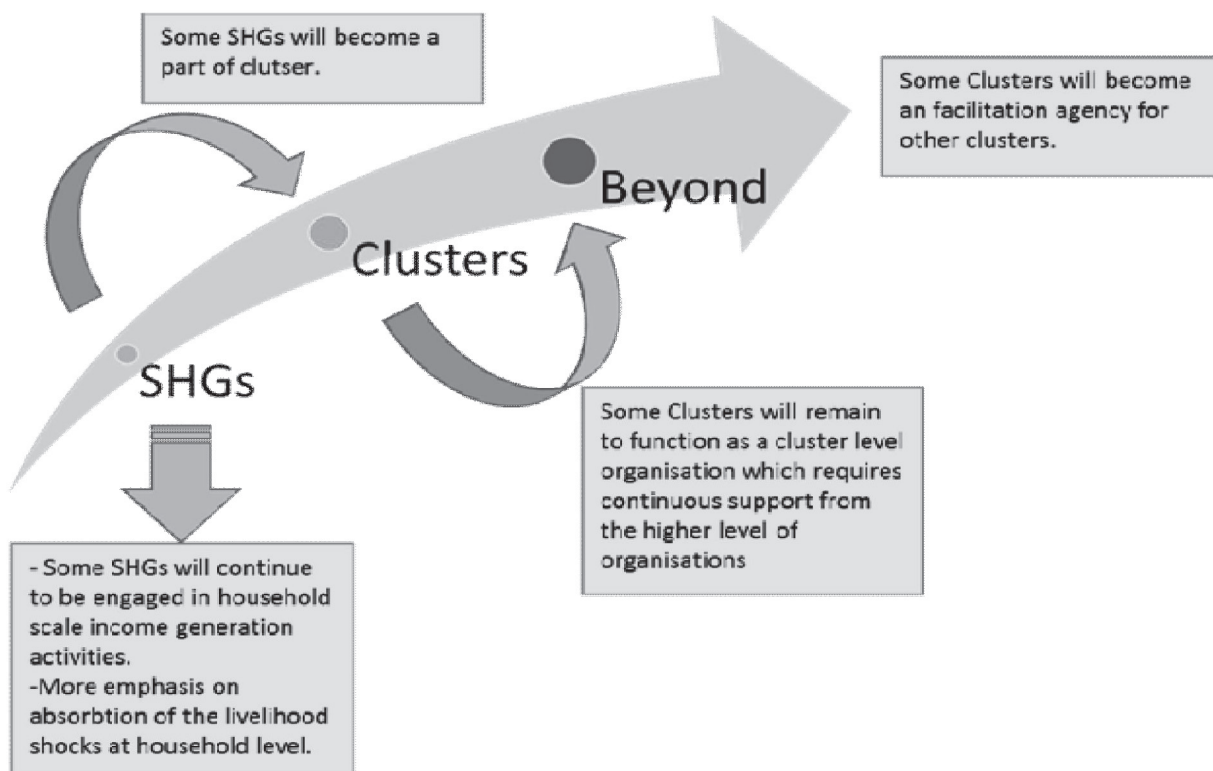 Some SHGs will become a
part of clutser.
Some Clusters will become
an facilitation agency for
other clusters.
Beyond
Clusters
SHGs
Some Clusters will remain
to function as a cluster level
organisation which requires
continuous support from
the higher level of
organisations
- Some SHGs will continue
to be engaged in household
scale income generation
activities.
-More emphasis on
absorbtion of the livelihood
shocks at household level.